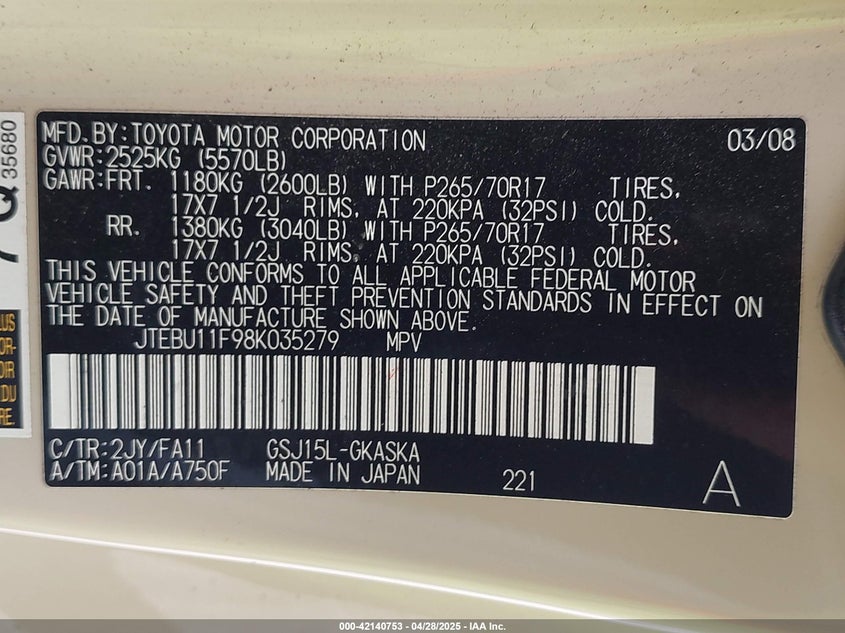 MFD.BY:TOYOTA MOTOR CORPORATION 03/08
GVWR:2525KG (5570LB)
GAWR:FRT. 1180KG (2600LB) WITH P265/70R17 TIRES,
17X7 1/2J RIMS, AT 220KPA (32PSI) COLD.
RR. 1380KG (3040LB) WITH P265/70R17 TIRES,
17X7 1/2J RIMS, AT 220KPA (32PSI) COLD.
THIS VEHICLE CONFORMS TO ALL APPLICABLE FEDERAL MOTOR
VEHICLE SAFETY AND THEFT PREVENTION STANDARDS IN EFFECT ON
THE DATE OF MANUFACTURE SHOWN ABOVE.
JTEBU11F98K035279 MPV
C/TR:2JY/FA11 GSJ15L-GKASKA
A/TM:A01A/A750F MADE IN JAPAN 221 A
35680
DIR
DU
RE.
000-42140753 - 04/28/2025 - IAA Inc.